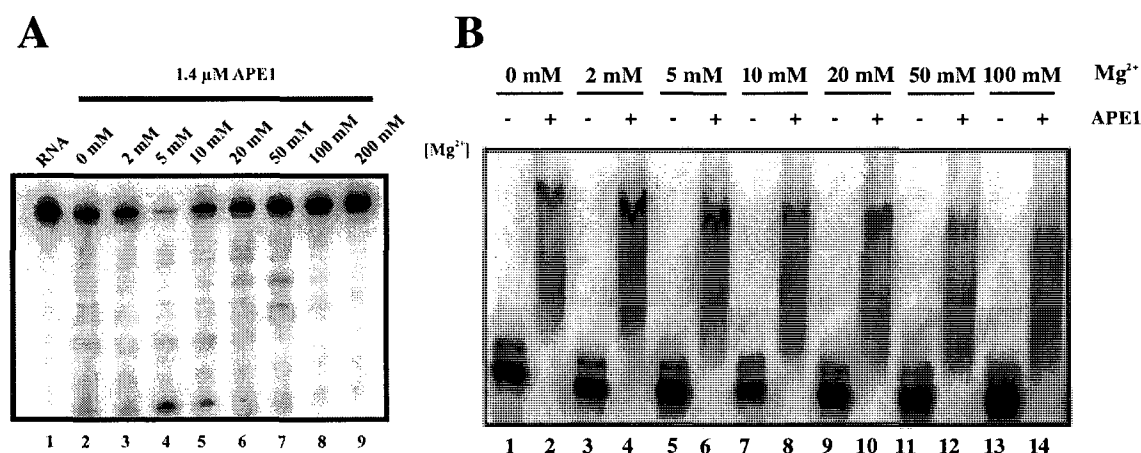 A
1.4 µM APE1
RNA 0 mM 2 mM 5 mM 10 mM 20 mM 50 mM 100 mM 200 mM
1 2 3 4 5 6 7 8 9
B
0 mM 2 mM 5 mM 10 mM 20 mM 50 mM 100 mM Mg²⁺
- + - + - + - + - + - + - + APE1
[Mg²⁺]
1 2 3 4 5 6 7 8 9 10 11 12 13 14